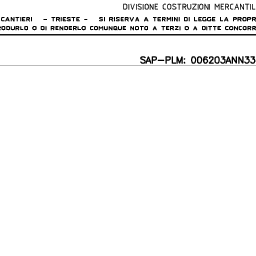 DIVISIONE COSTRUZIONI MERCANTIL
CANTIERI - TRIESTE - SI RISERVA A TERMINI DI LEGGE LA PROPR
RODURLO O DI RENDERLO COMUNQUE NOTO A TERZI O A DITTE CONCORR
SAP-PLM: 006203ANN33